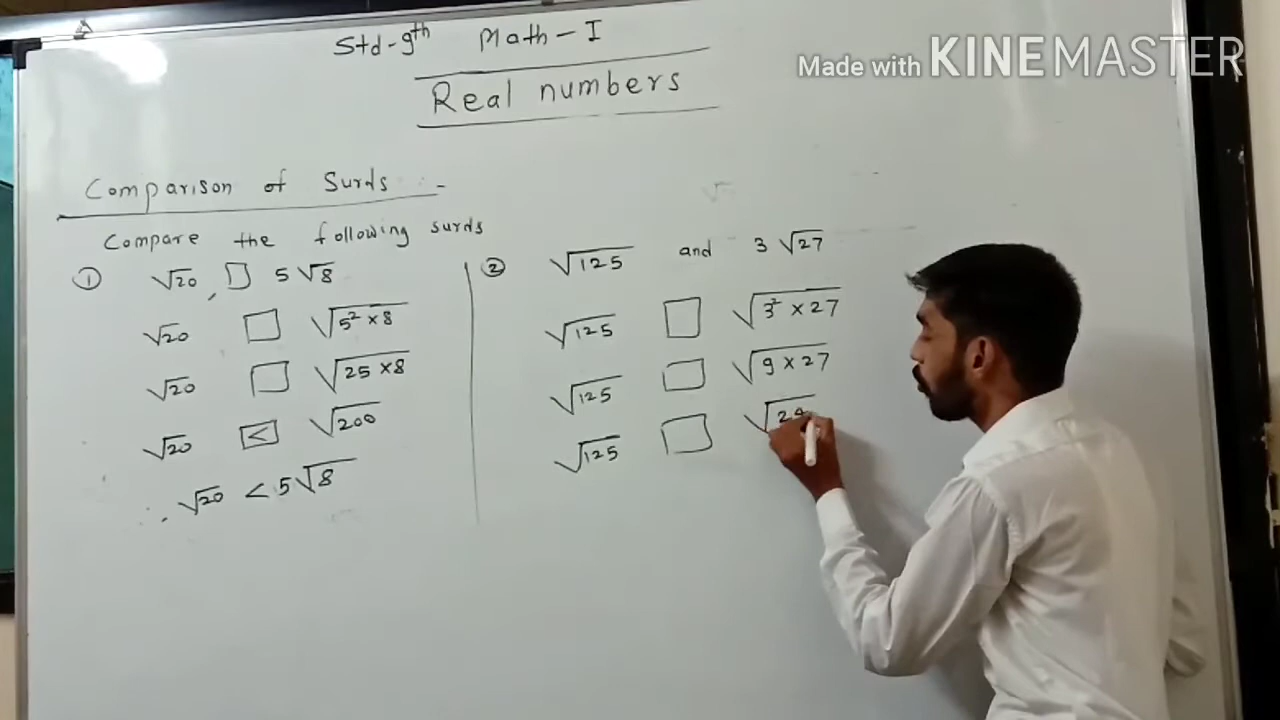 Std-9th Math-I
Made with KINEMASTER
Real numbers
Comparison of Surds :-
Compare the following surds
① √20, □ 5√8
√20 □ √5² × 8
√20 □ √25 × 8
√20 < √200
∴ √20 < 5√8
② √125 and 3√27
√125 □ √3² × 27
√125 □ √9 × 27
√125 □ √24